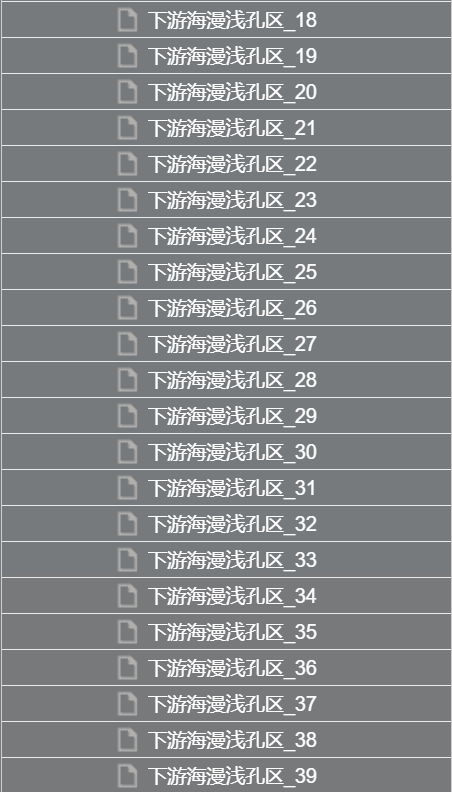 下游海漫浅孔区_18
下游海漫浅孔区_19
下游海漫浅孔区_20
下游海漫浅孔区_21
下游海漫浅孔区_22
下游海漫浅孔区_23
下游海漫浅孔区_24
下游海漫浅孔区_25
下游海漫浅孔区_26
下游海漫浅孔区_27
下游海漫浅孔区_28
下游海漫浅孔区_29
下游海漫浅孔区_30
下游海漫浅孔区_31
下游海漫浅孔区_32
下游海漫浅孔区_33
下游海漫浅孔区_34
下游海漫浅孔区_35
下游海漫浅孔区_36
下游海漫浅孔区_37
下游海漫浅孔区_38
下游海漫浅孔区_39